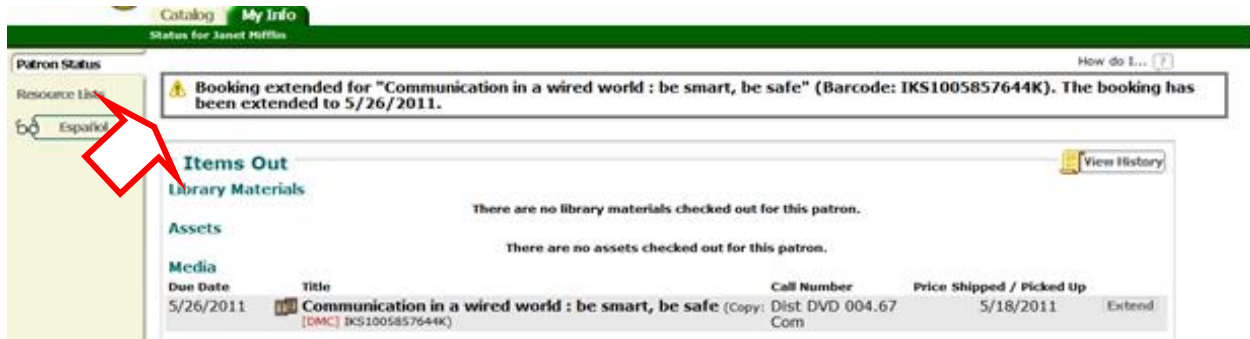 Catalog My Info
Status for Janet Mifflin
Patron Status
How do I... ?
Resource Lists
Booking extended for "Communication in a wired world : be smart, be safe" (Barcode: IKS1005857644K). The booking has
been extended to 5/26/2011.
Español
Items Out
View History
Library Materials
There are no library materials checked out for this patron.
Assets
There are no assets checked out for this patron.
Media
Due Date Title Call Number Price Shipped / Picked Up
5/26/2011 Communication in a wired world : be smart, be safe (Copy: Dist DVD 004.67 5/18/2011 Extend
[DMC] IKS1005857644K) Com